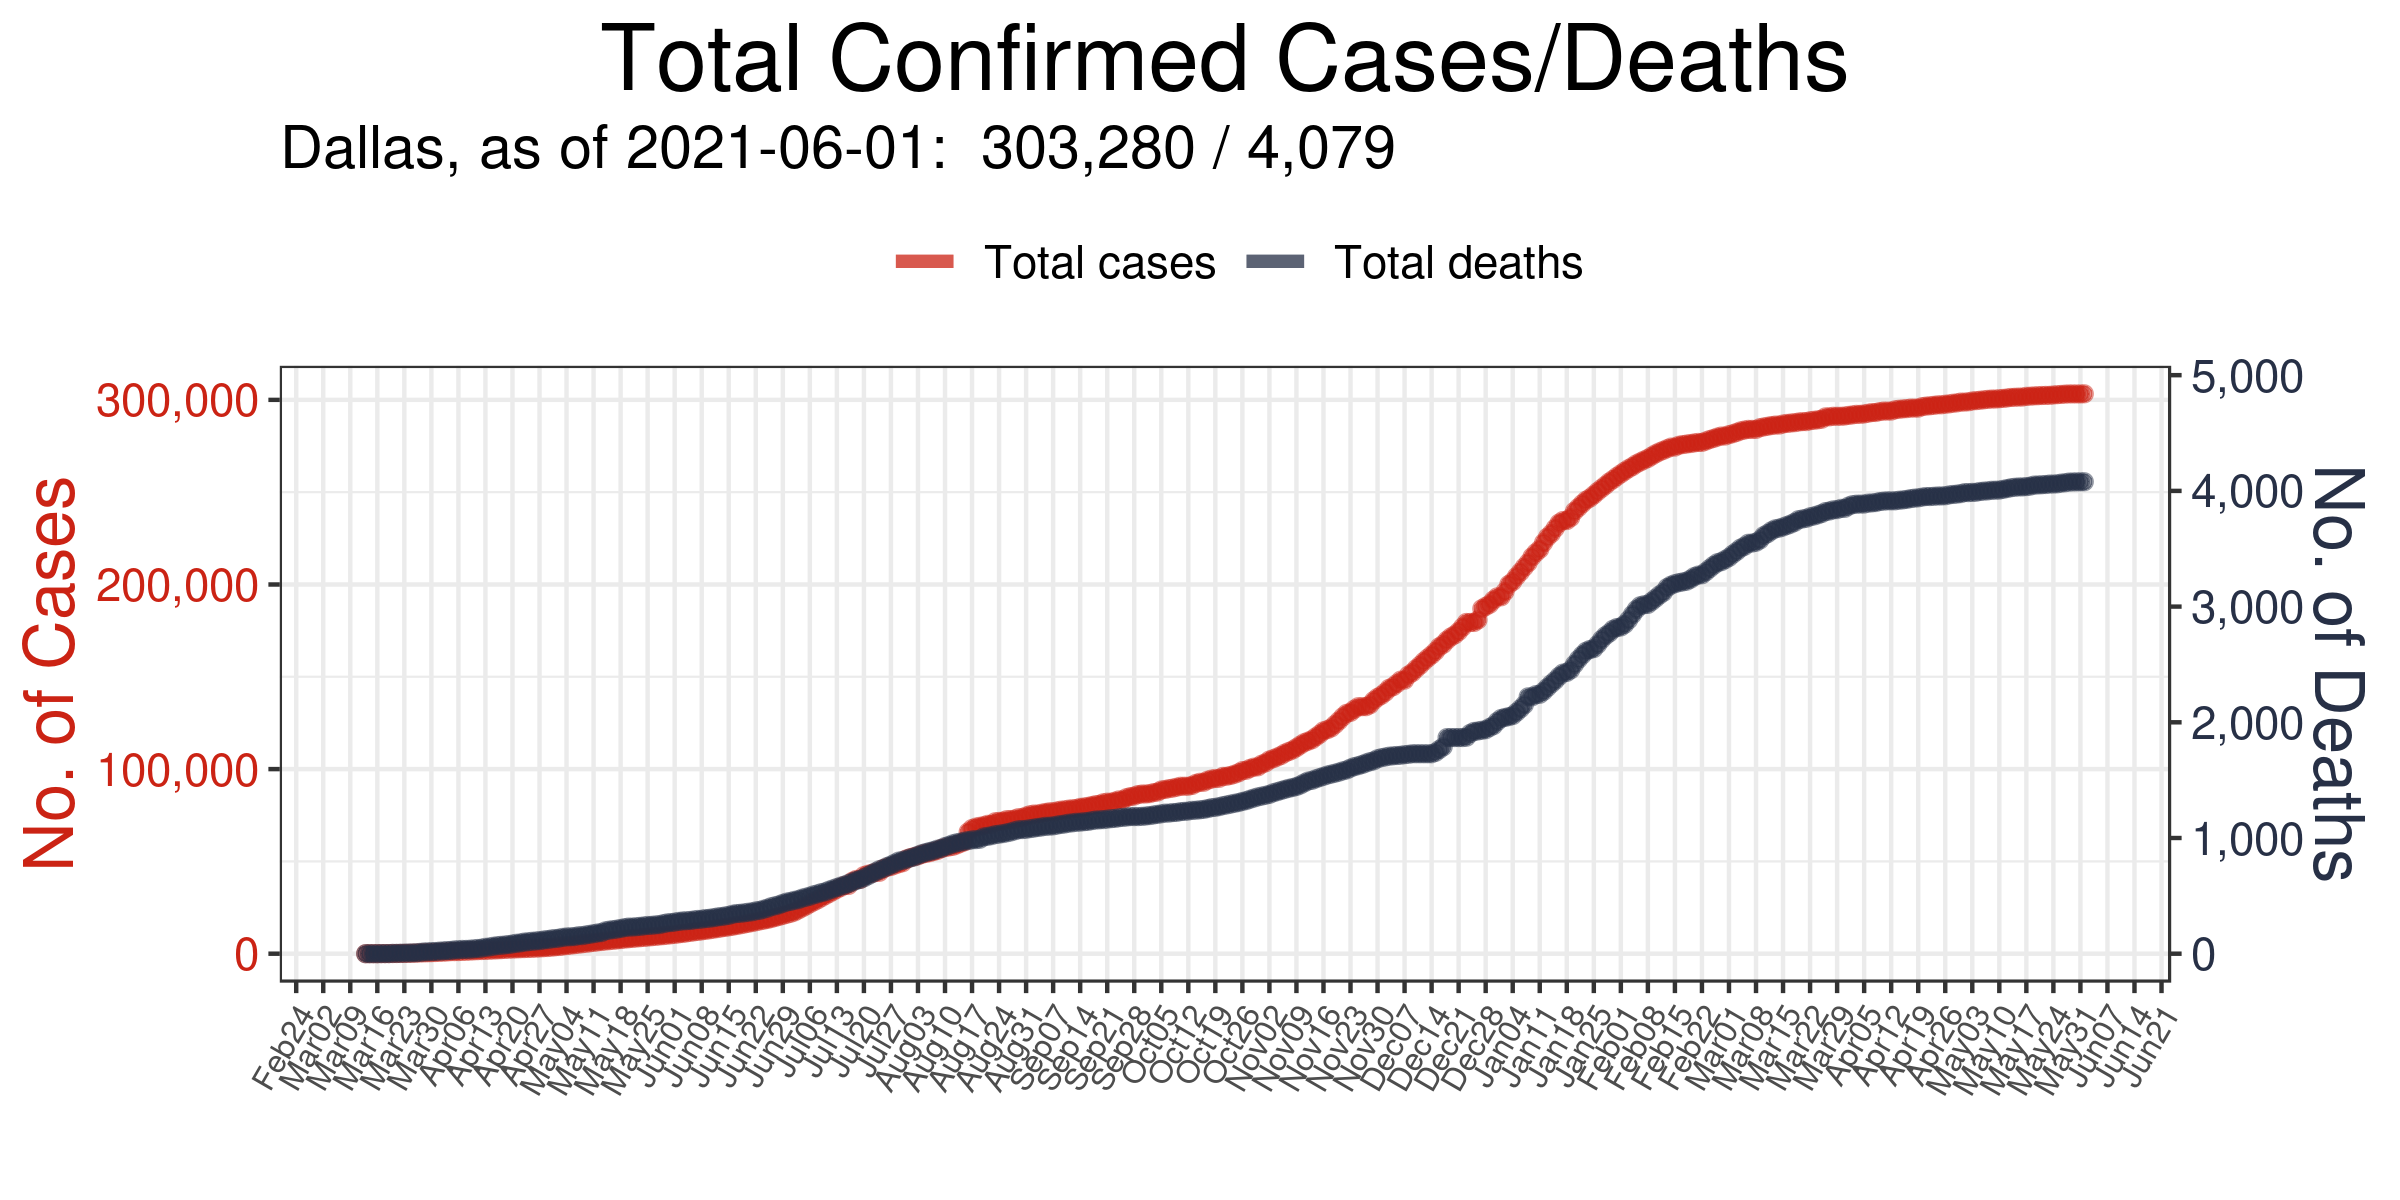 Total Confirmed Cases/Deaths
Dallas, as of 2021-06-01:  303,280 / 4,079
Total cases
Total deaths
No. of Cases
300,000
200,000
100,000
0
5,000
4,000
3,000
2,000
1,000
0
No. of Deaths
Feb24
Mar02
Mar09
Mar16
Mar23
Mar30
Apr06
Apr13
Apr20
Apr27
May04
May11
May18
May25
Jun01
Jun08
Jun15
Jun22
Jun29
Jul06
Jul13
Jul20
Jul27
Aug03
Aug10
Aug17
Aug24
Aug31
Sep07
Sep14
Sep21
Sep28
Oct05
Oct12
Oct19
Oct26
Nov02
Nov09
Nov16
Nov23
Nov30
Dec07
Dec14
Dec21
Dec28
Jan04
Jan11
Jan18
Jan25
Feb01
Feb08
Feb15
Feb22
Mar01
Mar08
Mar15
Mar22
Mar29
Apr05
Apr12
Apr19
Apr26
May03
May10
May17
May24
May31
Jun07
Jun14
Jun21